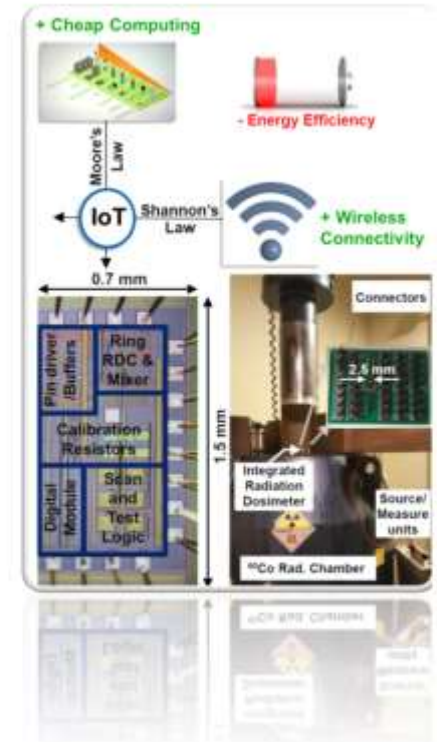 + Cheap Computing
- Energy Efficiency
Moore's
Law
IoT
Shannon's
Law
+ Wireless
Connectivity
0.7 mm
1.5 mm
Pin driver
/Buffers
Ring
RDC &
Mixer
Calibration
Resistors
Digital
Module
Scan
and
Test
Logic
Connectors
2.5 mm
Integrated
Radiation
Dosimeter
Source/
Measure
units
⁶⁰Co Rad. Chamber